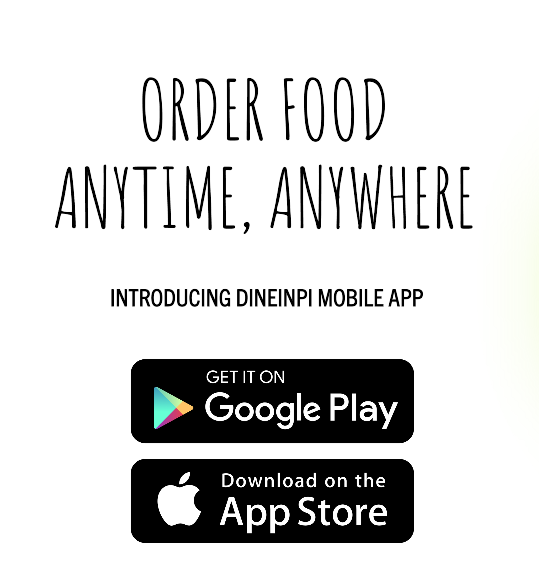 ORDER FOOD
ANYTIME, ANYWHERE
INTRODUCING DINEINPI MOBILE APP
GET IT ON
Google Play
Download on the
App Store